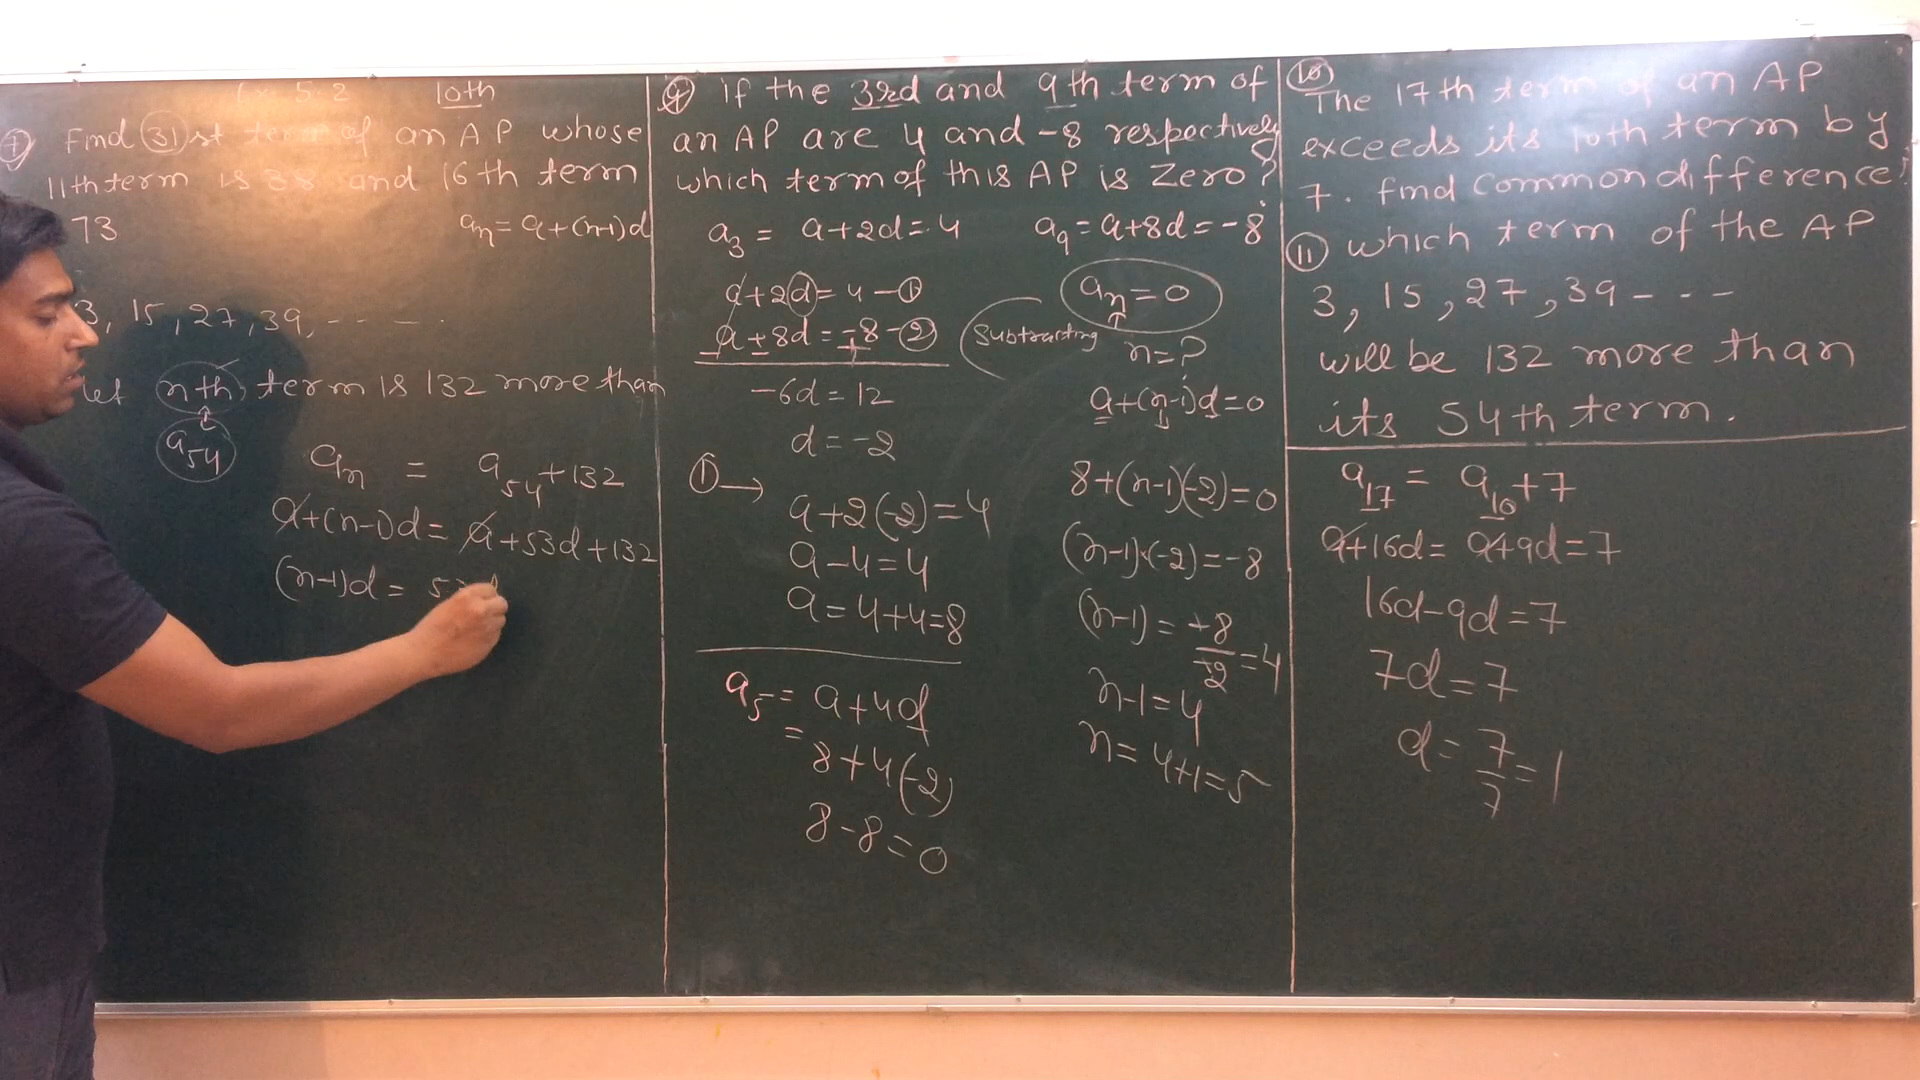 Ex 5.2 10th
7 Find 31st term of an AP whose
11th term is 38 and 16th term
73
an = a+(n-1)d
3, 15, 27, 39, - - - .
Let nth term is 132 more than
a54
an = a54+132
a+(n-1)d = a+53d+132
(n-1)d = 53d
9 if the 3rd and 9th term of
an AP are 4 and -8 respectively
which term of this AP is Zero?
a3 = a+2d=4
a9=a+8d=-8
a+2d=4-①
a+8d=-8-②
- - +
Subtracting
-6d=12
d=-2
①→
a+2(-2)=4
a-4=4
a=4+4=8
a5 = a+4d
= 8+4(-2)
8-8=0
an=0
n=?
a+(n-1)d=0
8+(n-1)(-2)=0
(n-1)×(-2)=-8
(n-1)=+8/+2=4
n-1=4
n=4+1=5
10 The 17th term of an AP
exceeds its 10th term by
7. find common difference.
11 which term of the AP
3, 15, 27, 39 - - -
will be 132 more than
its 54th term.
a17 = a10+7
a+16d= a+9d=7
16d-9d=7
7d=7
d=7/7=1